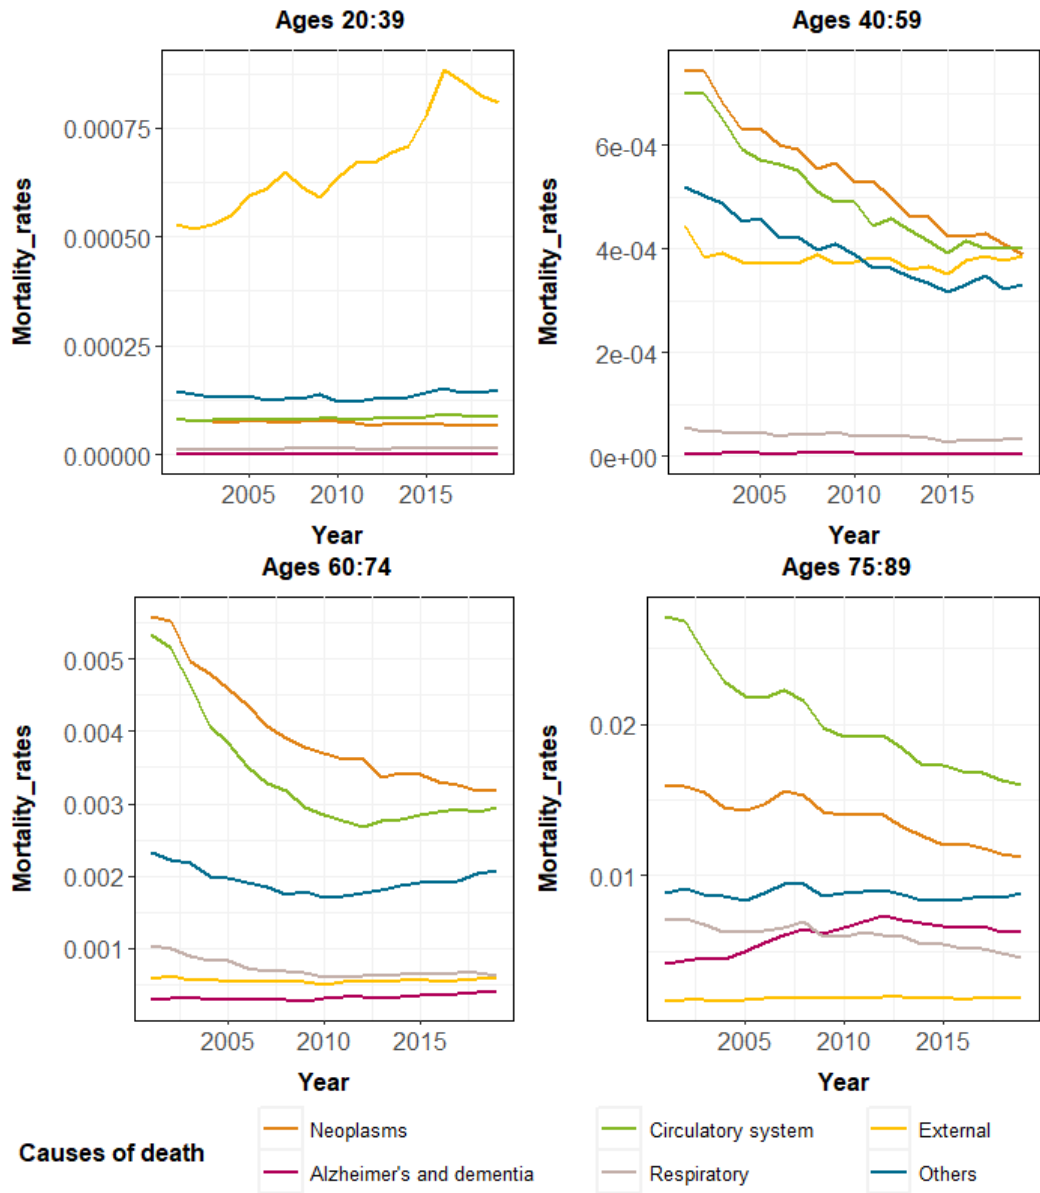 Ages 20:39
Ages 40:59
Mortality_rates
0.00075
0.00050
0.00025
0.00000
2005 2010 2015
Year
Mortality_rates
6e-04
4e-04
2e-04
0e+00
2005 2010 2015
Year
Ages 60:74
Ages 75:89
Mortality_rates
0.005
0.004
0.003
0.002
0.001
2005 2010 2015
Year
Mortality_rates
0.02
0.01
2005 2010 2015
Year
Causes of death
Neoplasms
Circulatory system
External
Alzheimer's and dementia
Respiratory
Others